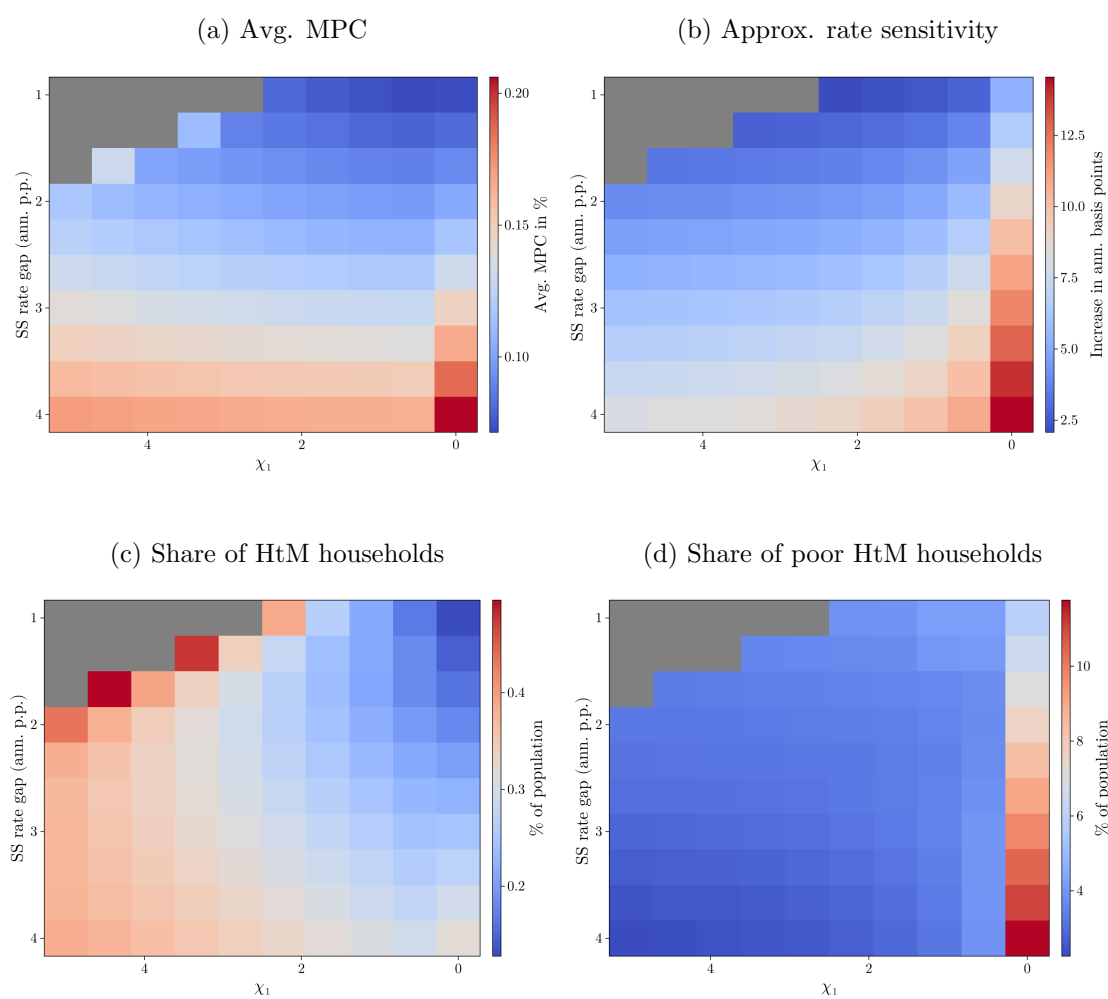 (a) Avg. MPC
(b) Approx. rate sensitivity
1
2
3
4
SS rate gap (ann. p.p.)
4
2
0
χ₁
0.20
0.15
0.10
Avg. MPC in %
1
2
3
4
SS rate gap (ann. p.p.)
4
2
0
χ₁
12.5
10.0
7.5
5.0
2.5
Increase in ann. basis points
(c) Share of HtM households
(d) Share of poor HtM households
1
2
3
4
SS rate gap (ann. p.p.)
4
2
0
χ₁
0.4
0.3
0.2
% of population
1
2
3
4
SS rate gap (ann. p.p.)
4
2
0
χ₁
10
8
6
4
% of population